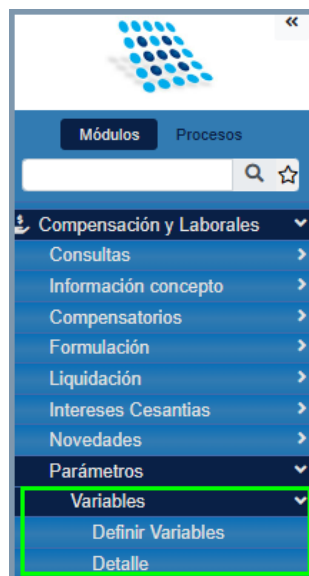 «
Módulos Procesos
Compensación y Laborales
Consultas
Información concepto
Compensatorios
Formulación
Liquidación
Intereses Cesantias
Novedades
Parámetros
Variables
Definir Variables
Detalle